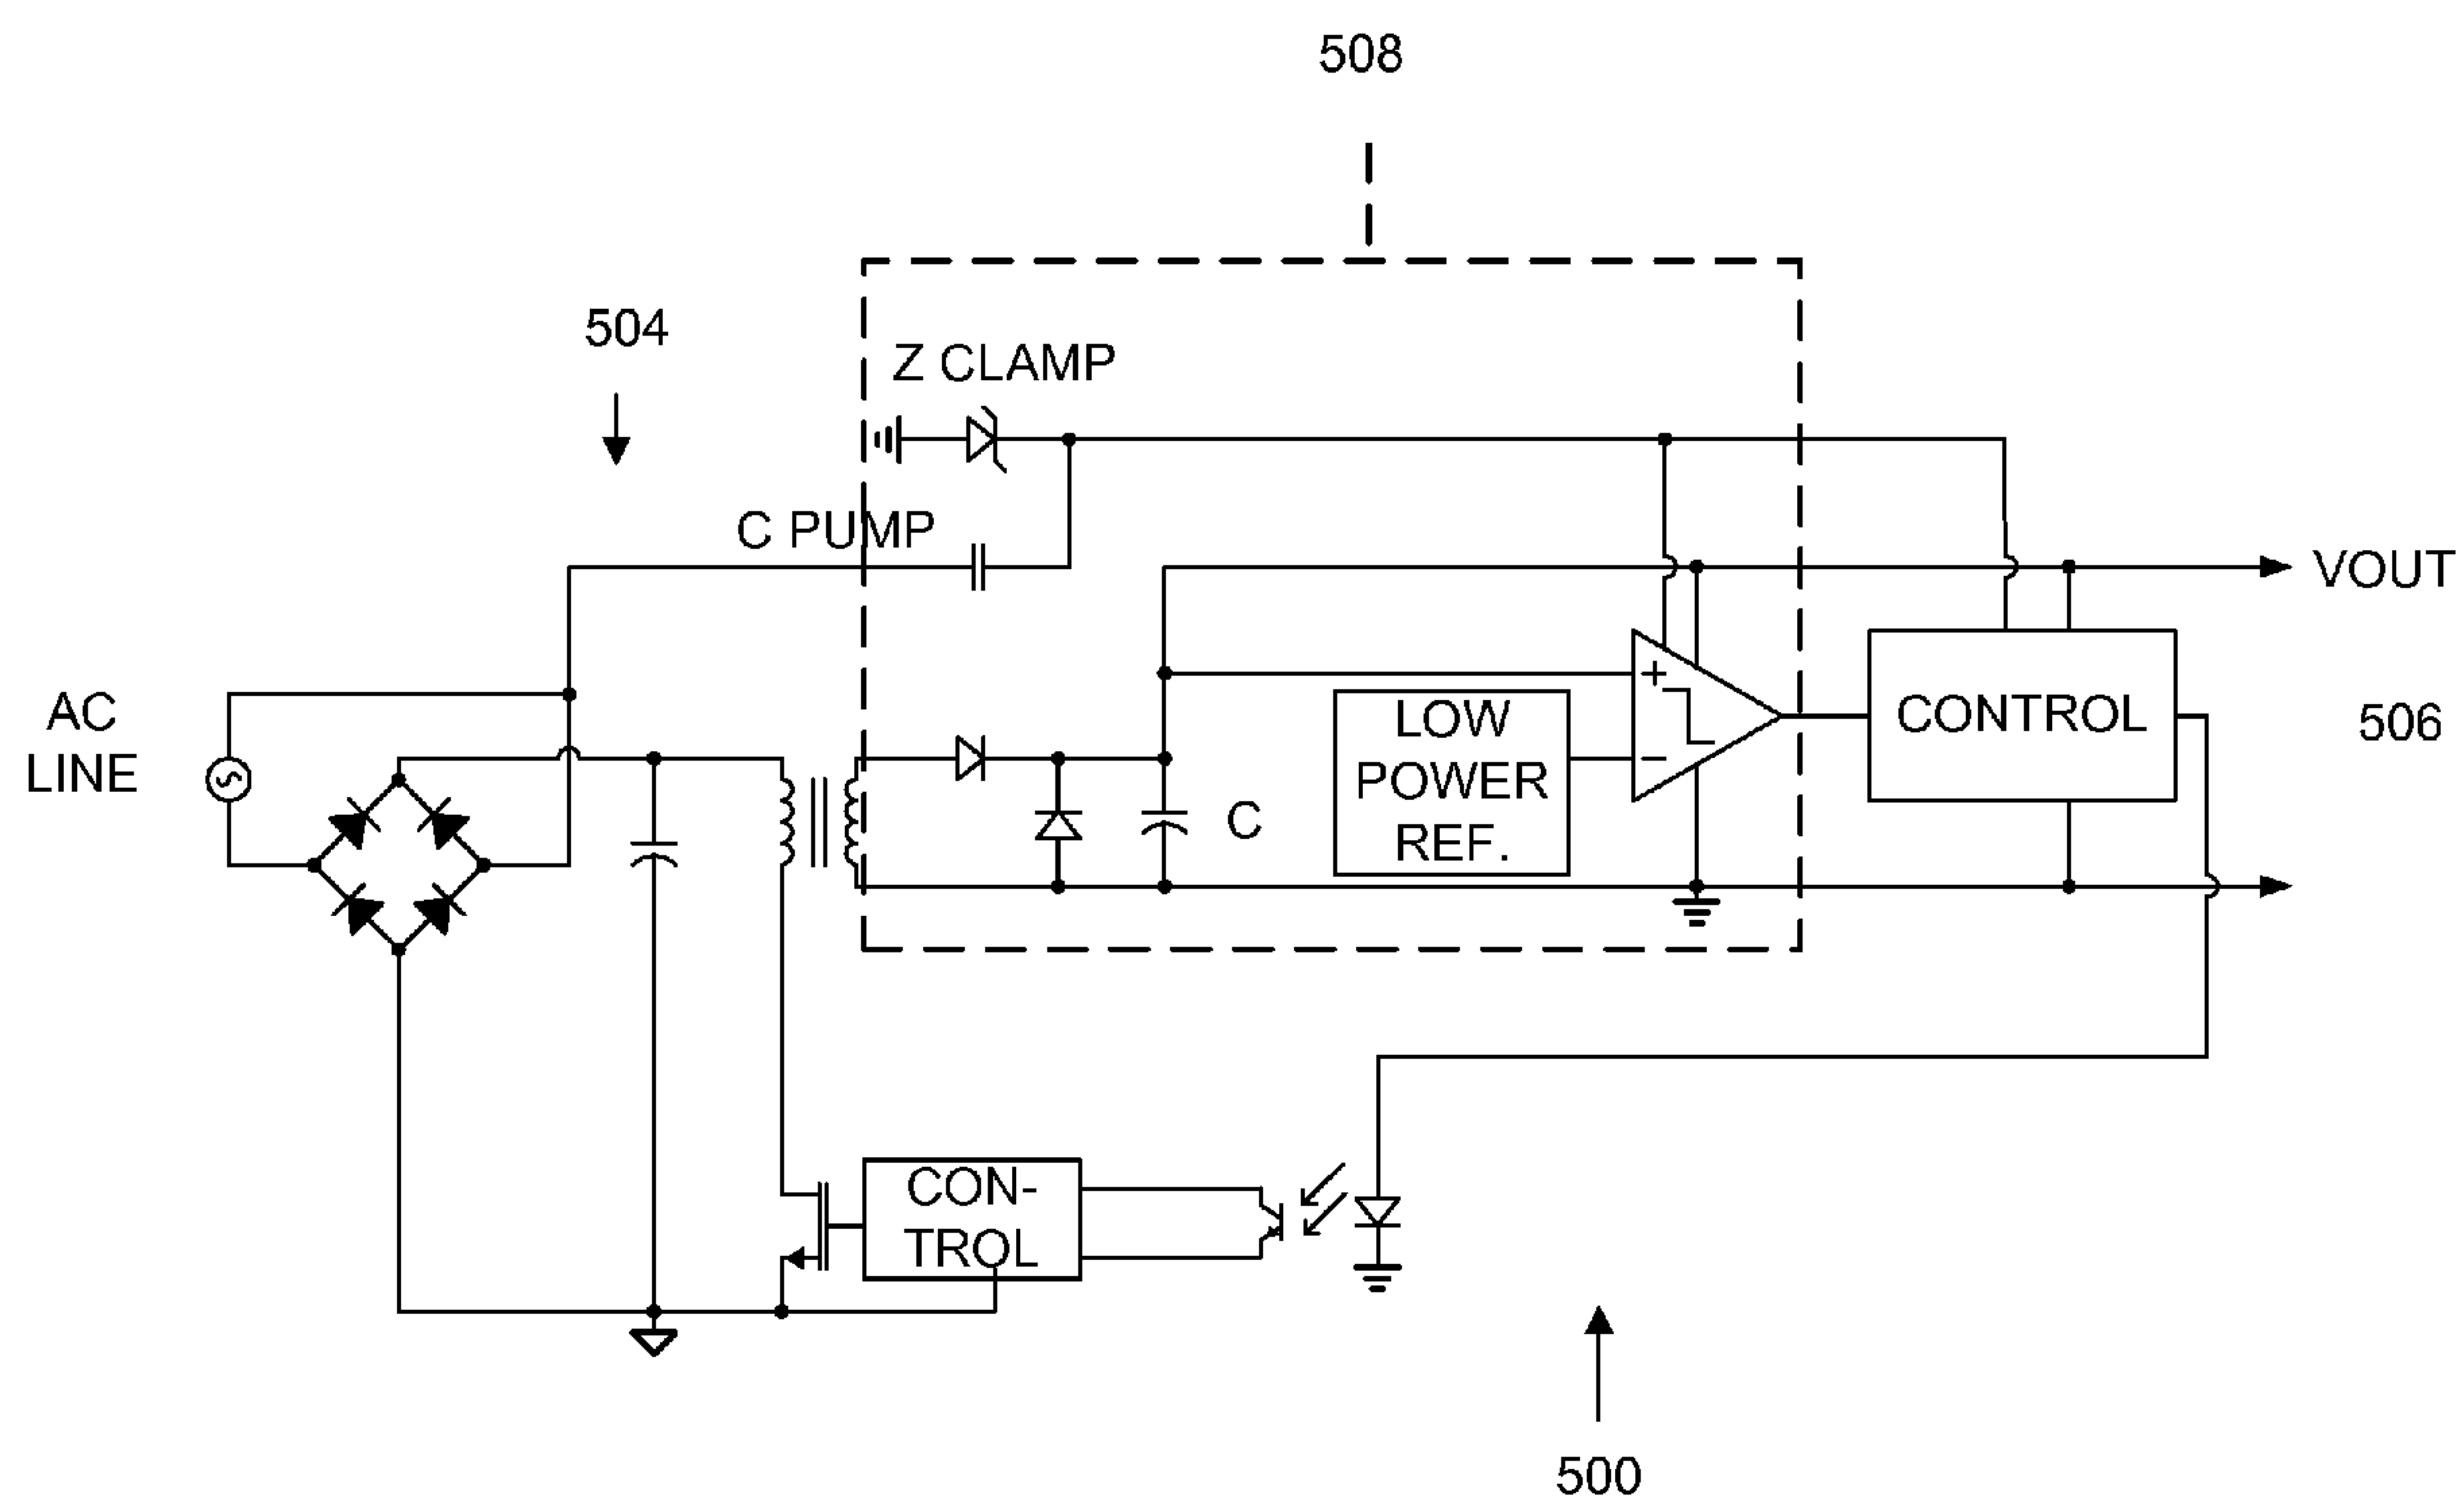 508
504
Z CLAMP
C PUMP
VOUT
AC
LINE
LOW
POWER
REF.
+
−
CONTROL
506
C
CON-
TROL
500